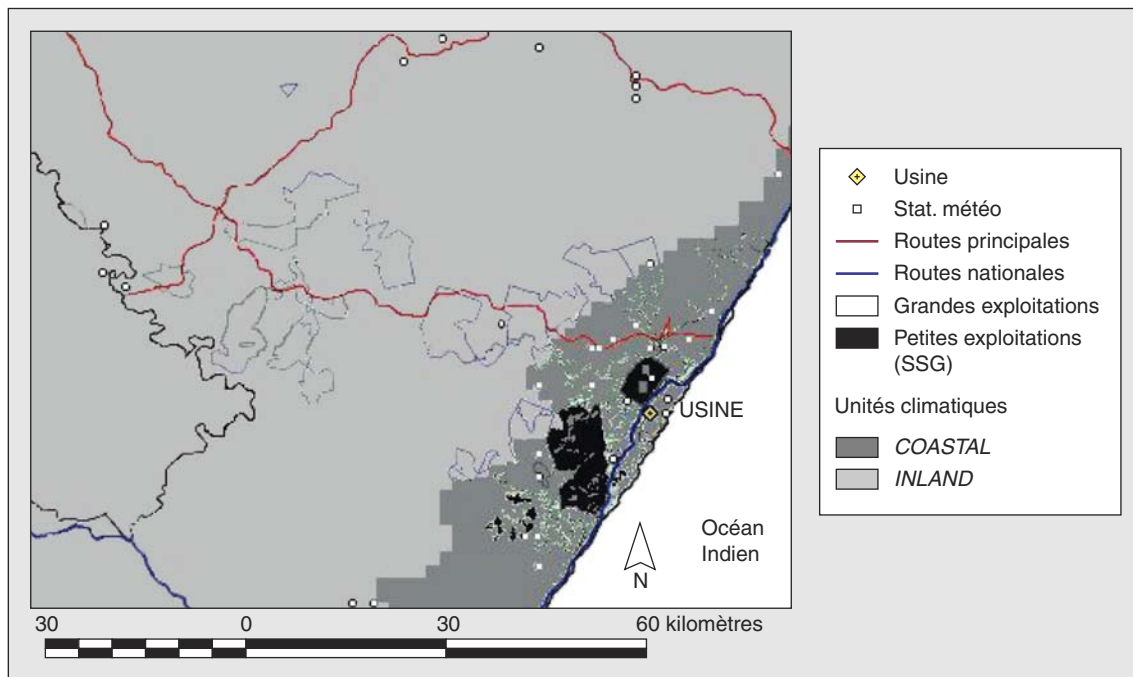 USINE
Océan
Indien
N
30 0 30 60 kilomètres
Usine
Stat. météo
Routes principales
Routes nationales
Grandes exploitations
Petites exploitations
(SSG)
Unités climatiques
COASTAL
INLAND